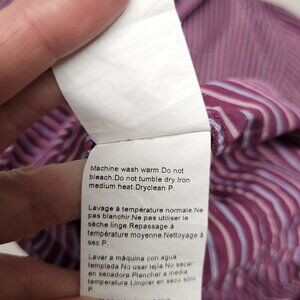 Machine wash warm.Do not
bleach.Do not tumble dry.Iron
medium heat.Dryclean P.
Lavage à température normale.Ne
pas blanchir.Ne pas utiliser le
sèche linge.Repassage à
température moyenne.Nettoyage à
sec P.
Lavar a máquina con agua
templada No usar lejia No secar
en secadora Planchar a media
temperatura Limpiar en seco sólo
P.